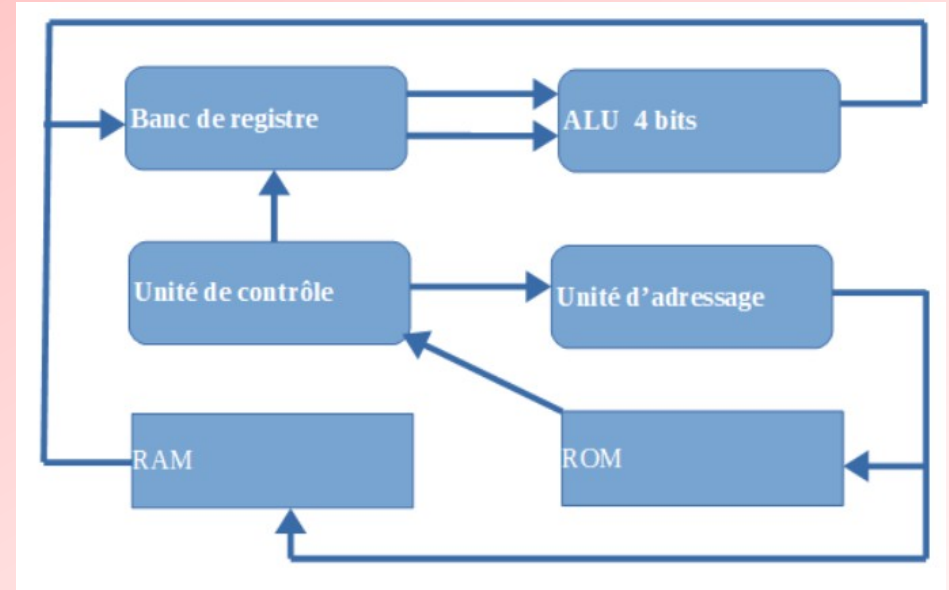 Banc de registre
ALU 4 bits
Unité de contrôle
Unité d’adressage
RAM
ROM